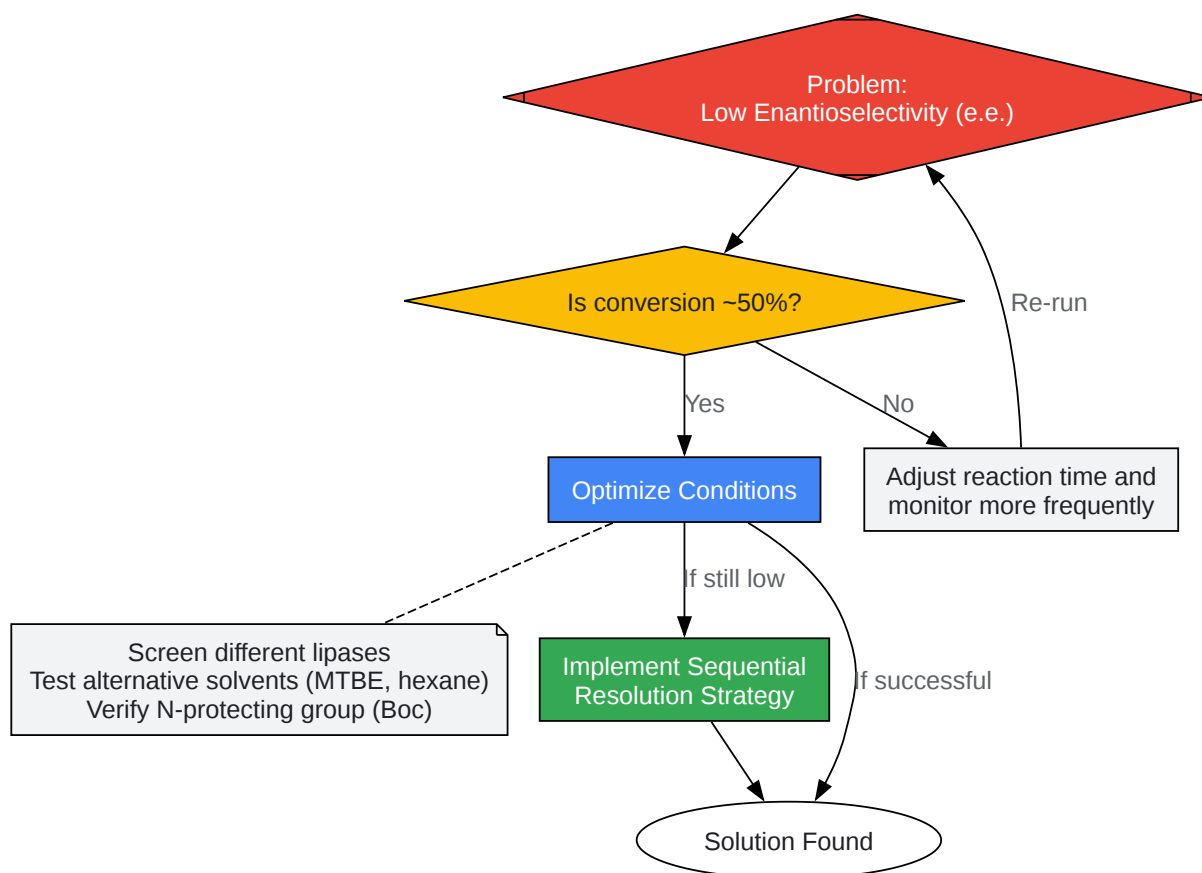 Problem:
Low Enantioselectivity (e.e.)
Is conversion ~50%?
Re-run
Yes
No
Optimize Conditions
Adjust reaction time and
monitor more frequently
If still low
If successful
Screen different lipases
Test alternative solvents (MTBE, hexane)
Verify N-protecting group (Boc)
Implement Sequential
Resolution Strategy
Solution Found